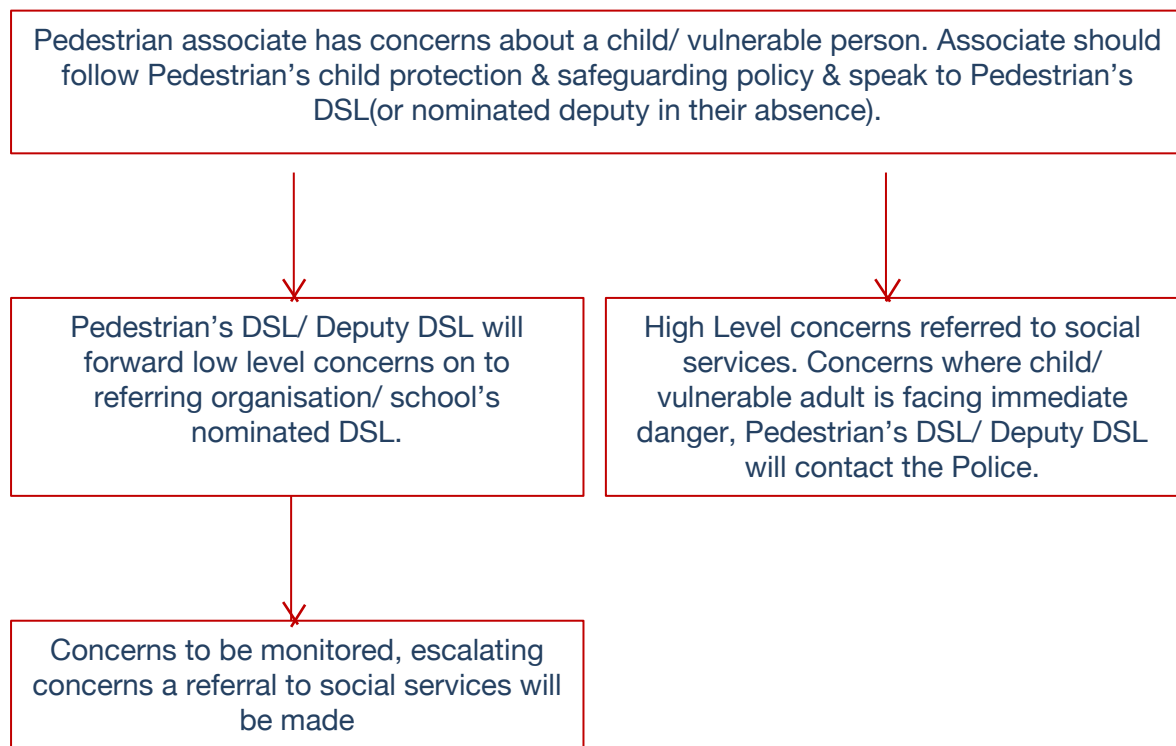 Pedestrian associate has concerns about a child/ vulnerable person. Associate should
follow Pedestrian’s child protection & safeguarding policy & speak to Pedestrian’s
DSL(or nominated deputy in their absence).
Pedestrian’s DSL/ Deputy DSL will
forward low level concerns on to
referring organisation/ school’s
nominated DSL.
High Level concerns referred to social
services. Concerns where child/
vulnerable adult is facing immediate
danger, Pedestrian’s DSL/ Deputy DSL
will contact the Police.
Concerns to be monitored, escalating
concerns a referral to social services will
be made